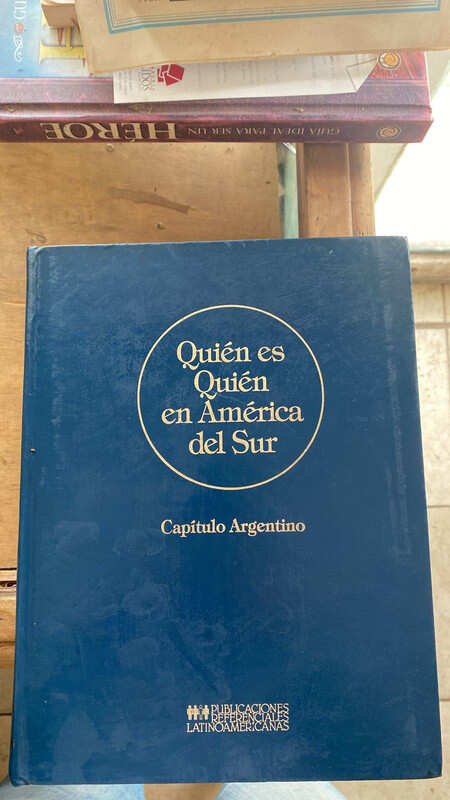 GUÍA IDEAL PARA SER UN HÉROE
Quién es
Quién
en América
del Sur
Capítulo Argentino
PUBLICACIONES
REFERENCIALES
LATINOAMERICANAS